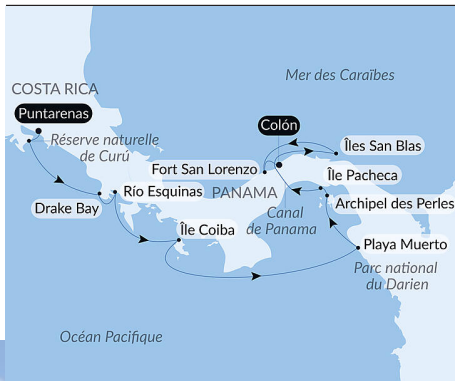 Mer des Caraïbes
COSTA RICA
Puntarenas
Colón
Réserve naturelle
de Curú
Îles San Blas
Fort San Lorenzo
Île Pacheca
Río Esquinas
PANAMA
Archipel des Perles
Drake Bay
Canal
de Panama
Île Coiba
Playa Muerto
Parc national
du Darien
Océan Pacifique